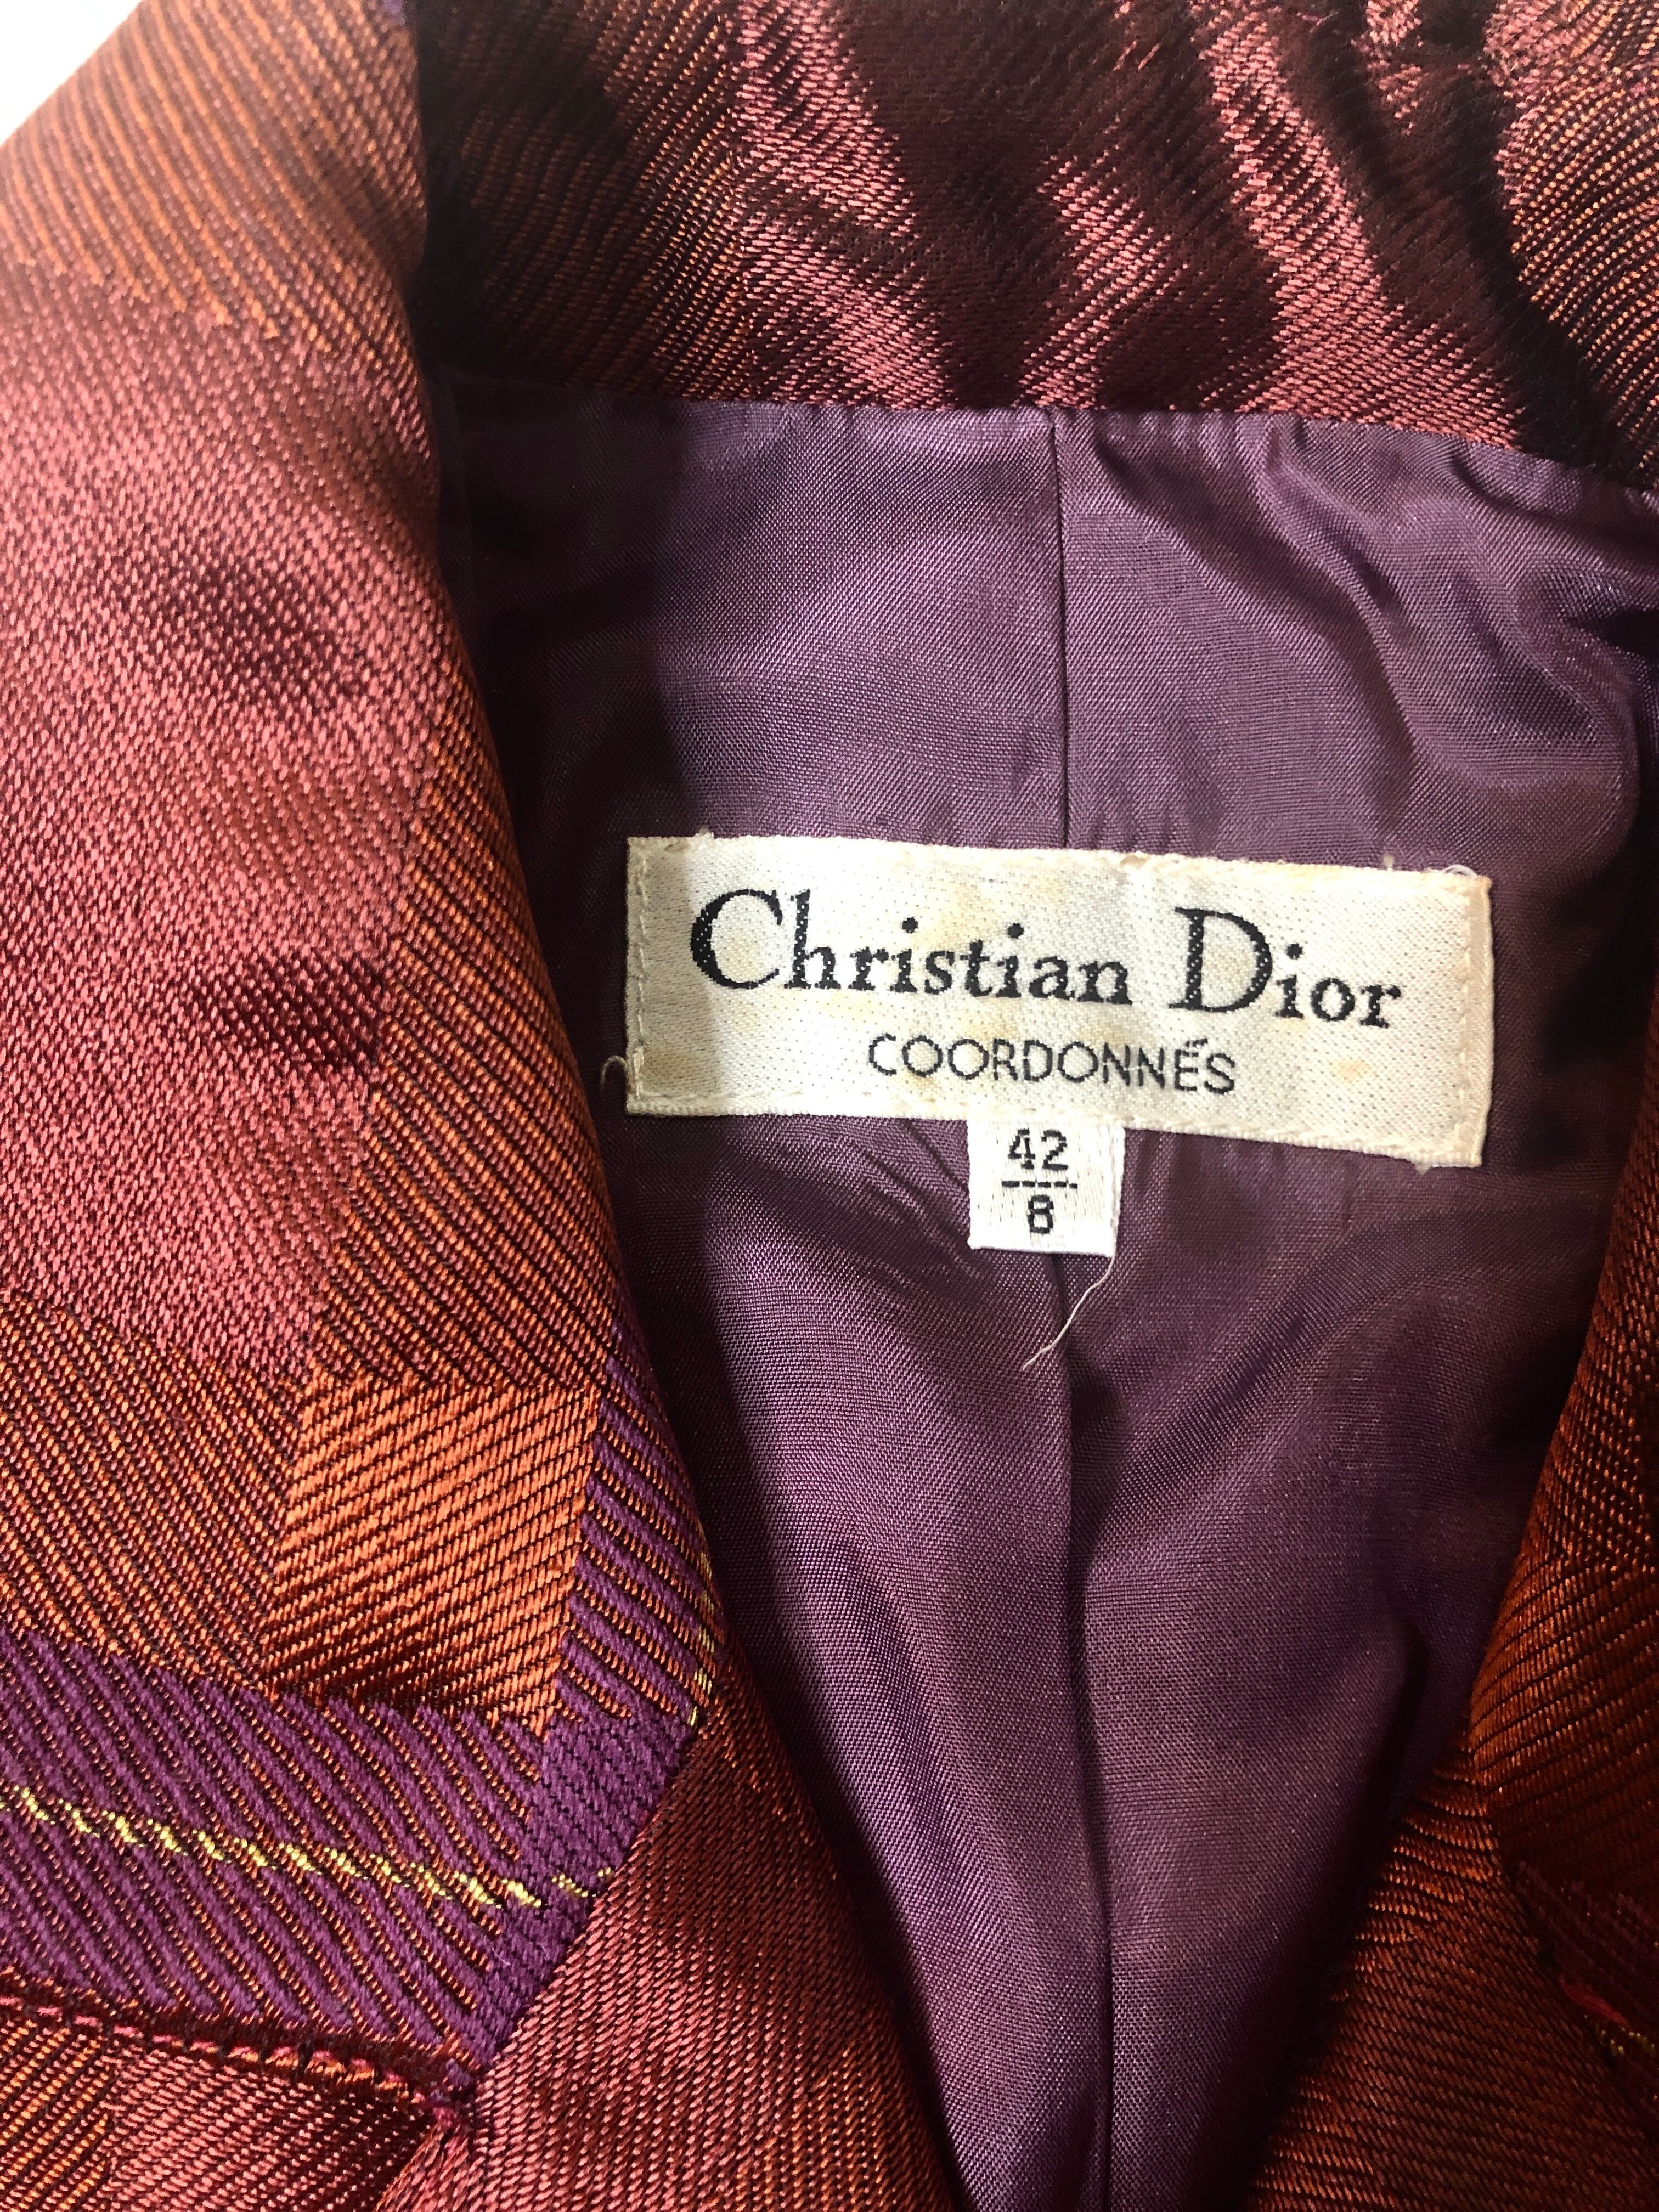 Christian Dior
COORDONNÉS
42
8